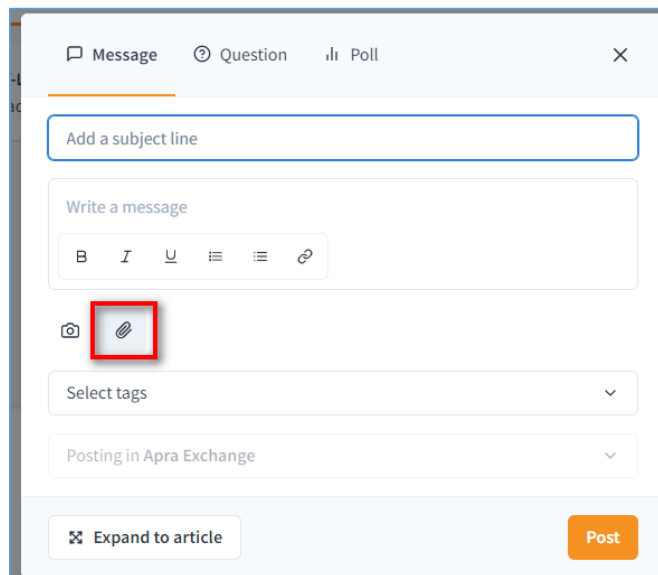 Message Question Poll
Add a subject line
Write a message
B I U
Select tags
Posting in Apra Exchange
Expand to article Post